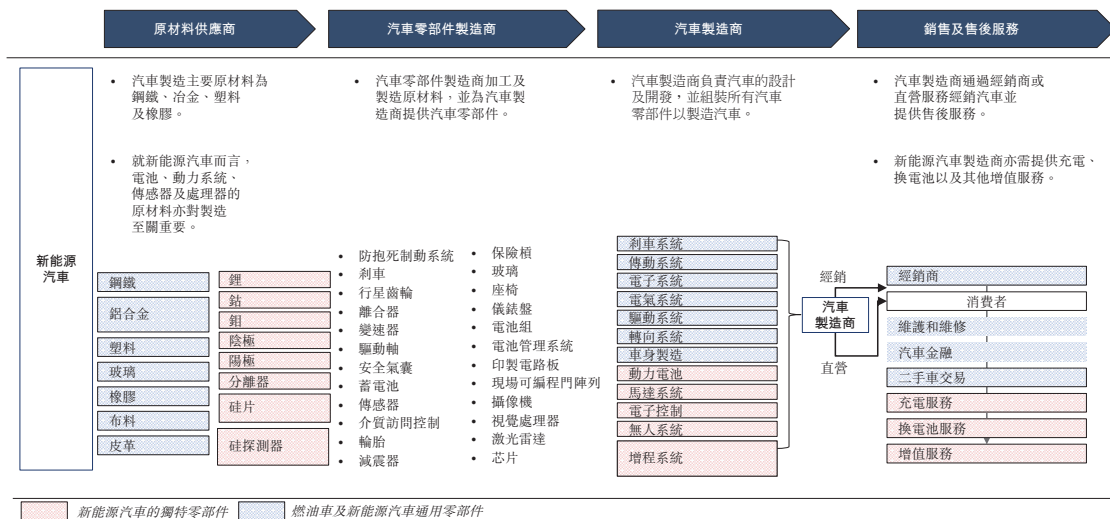 原材料供應商
汽車零部件製造商
汽車製造商
銷售及售後服務
新能源
汽車
• 汽車製造主要原材料為
鋼鐵、冶金、塑料
及橡膠。
• 就新能源汽車而言，
電池、動力系統、
傳感器及處理器的
原材料亦對製造
至關重要。
鋼鐵
鋁合金
塑料
玻璃
橡膠
布料
皮革
鋰
鈷
鉬
陰極
陽極
分離器
硅片
硅探測器
• 汽車零部件製造商加工及
製造原材料，並為汽車製
造商提供汽車零部件。
• 防抱死制動系統
• 剎車
• 行星齒輪
• 離合器
• 變速器
• 驅動軸
• 安全氣囊
• 蓄電池
• 傳感器
• 介質訪問控制
• 輪胎
• 減震器
• 保險槓
• 玻璃
• 座椅
• 儀錶盤
• 電池組
• 電池管理系統
• 印製電路板
• 現場可編程門陣列
• 攝像機
• 視覺處理器
• 激光雷達
• 芯片
• 汽車製造商負責汽車的設計
及開發，並組裝所有汽車
零部件以製造汽車。
剎車系統
傳動系統
電子系統
電氣系統
驅動系統
轉向系統
車身製造
動力電池
馬達系統
電子控制
無人系統
增程系統
汽車
製造商
經銷
直營
• 汽車製造商通過經銷商或
直營服務經銷汽車並
提供售後服務。
• 新能源汽車製造商亦需提供充電、
換電池以及其他增值服務。
經銷商
消費者
維護和維修
汽車金融
二手車交易
充電服務
換電池服務
增值服務
新能源汽車的獨特零部件
燃油車及新能源汽車通用零部件